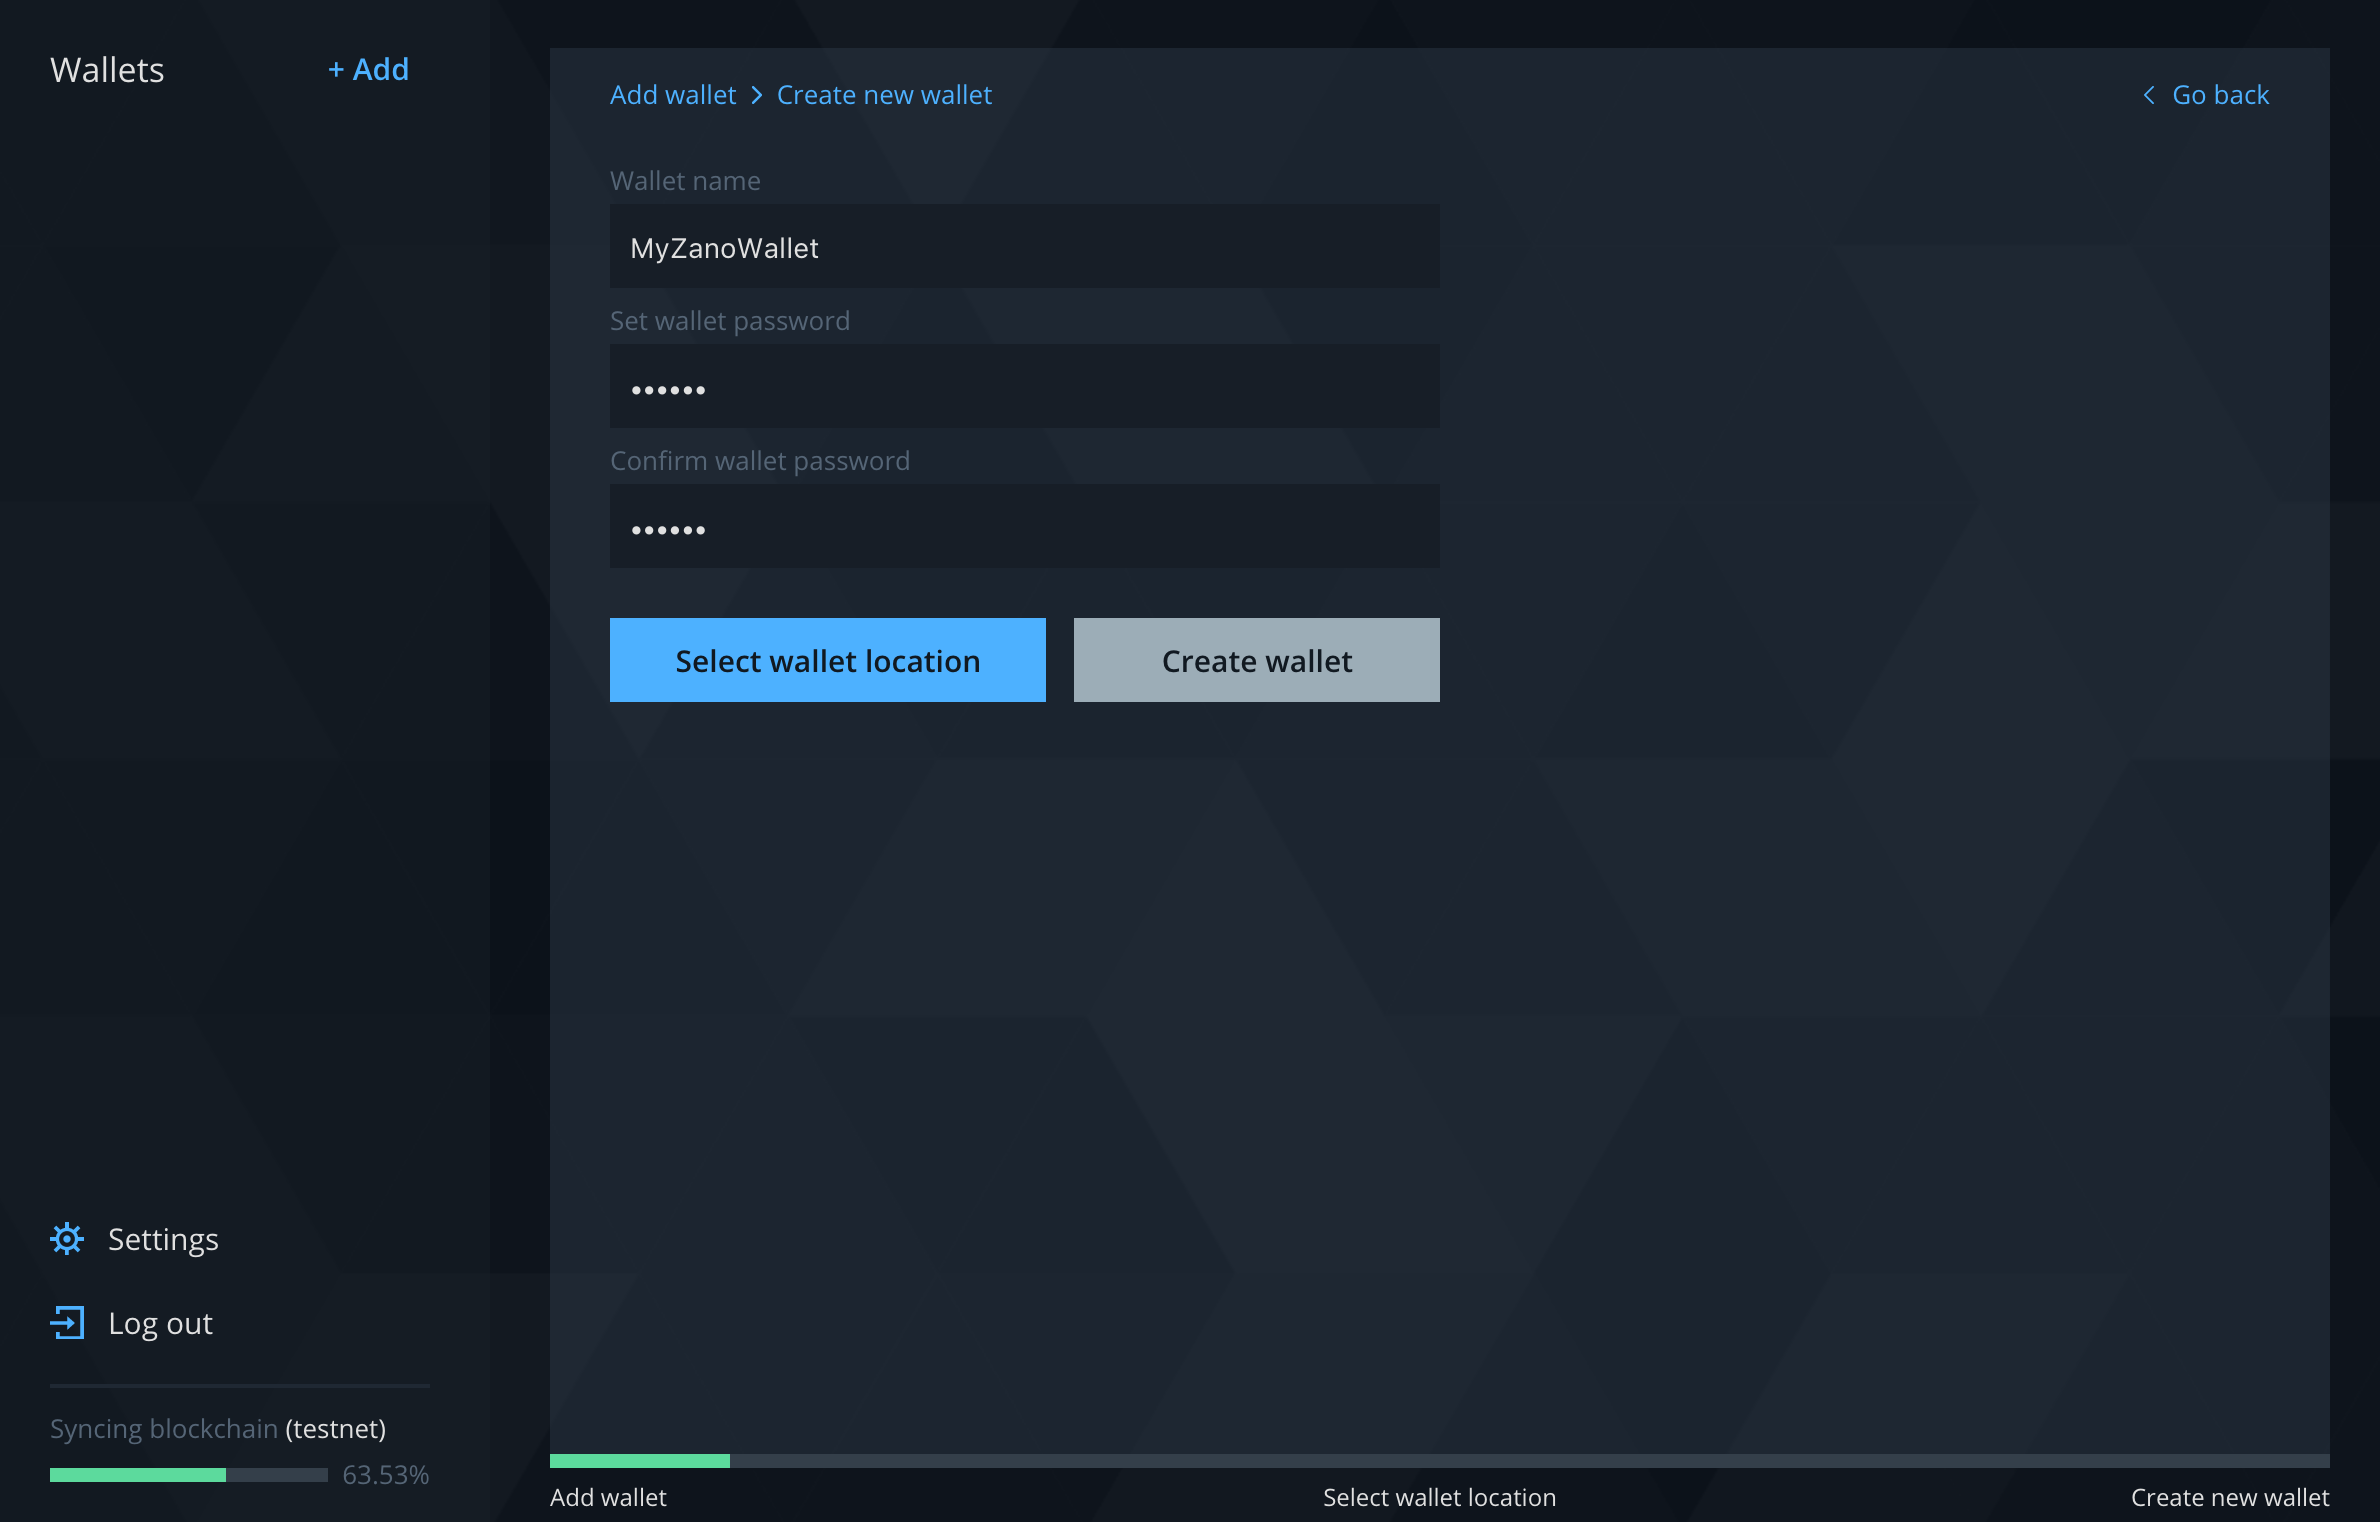 Wallets
+ Add
Add wallet > Create new wallet
< Go back
Wallet name
MyZanoWallet
Set wallet password
••••••
Confirm wallet password
••••••
Select wallet location
Create wallet
Settings
Log out
Syncing blockchain (testnet)
63.53%
Add wallet
Select wallet location
Create new wallet